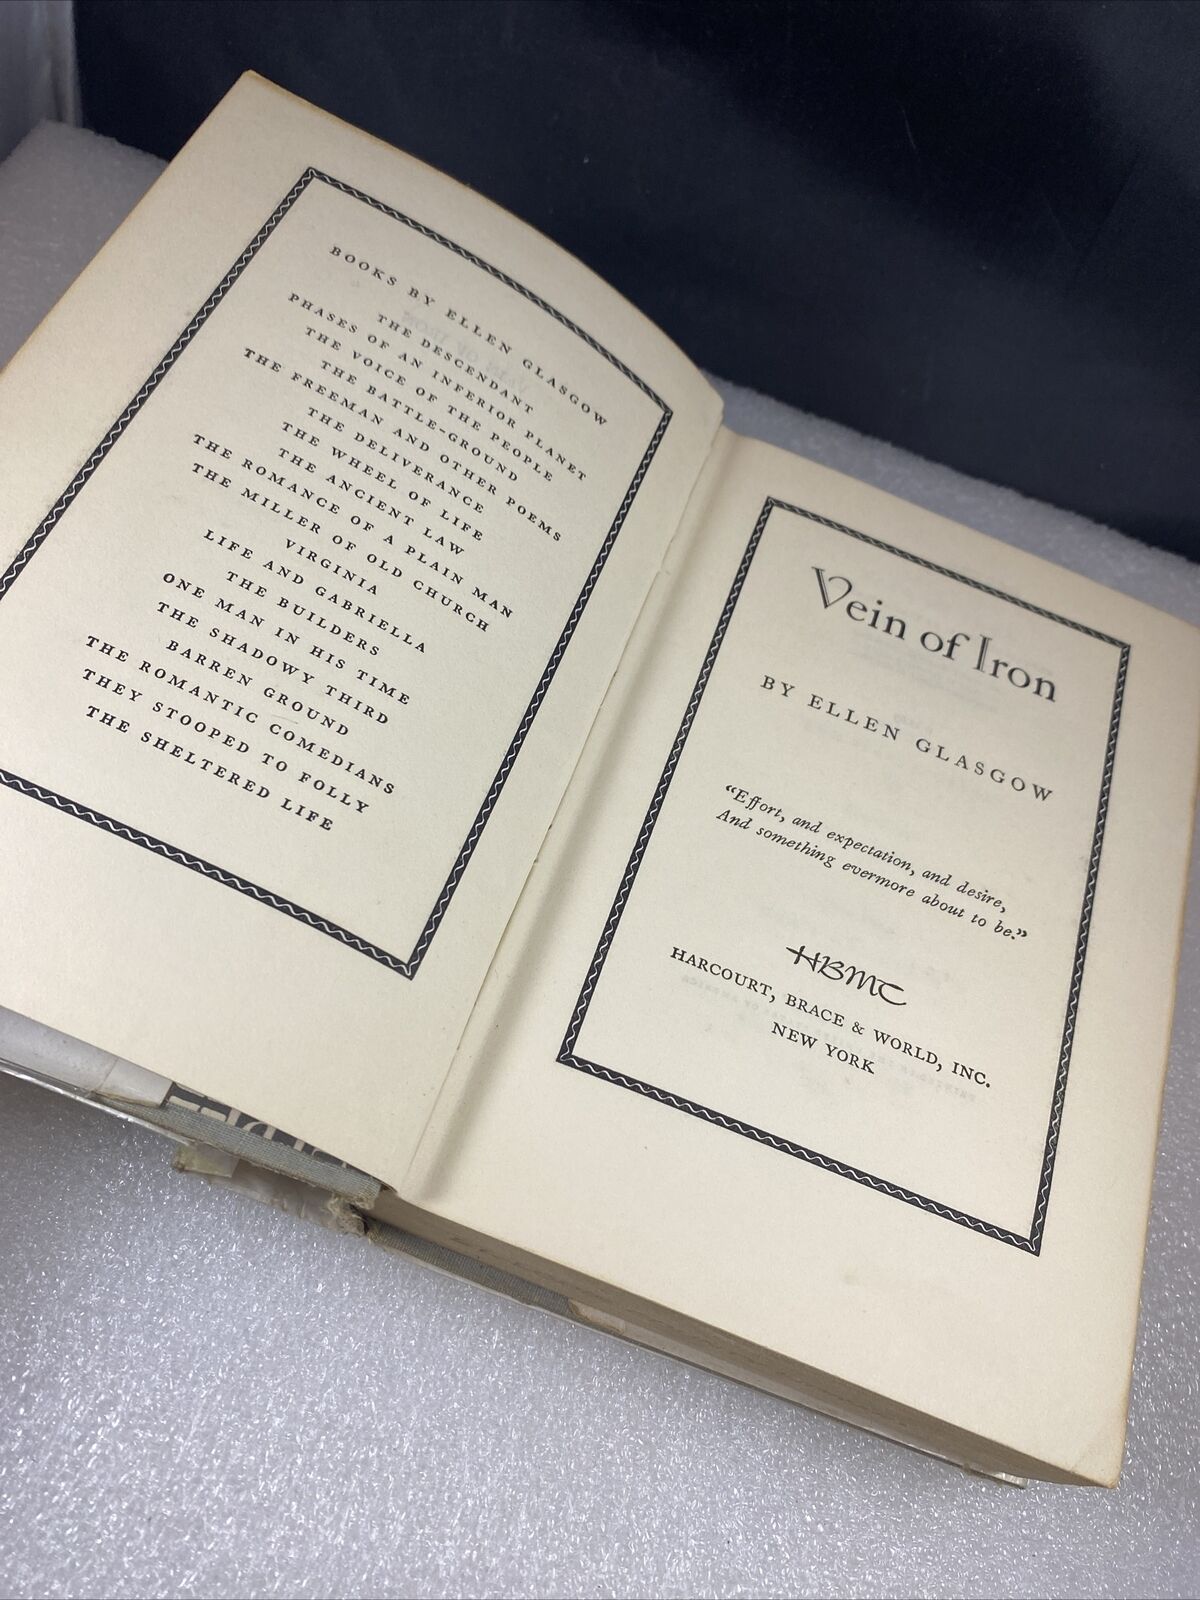 BOOKS BY ELLEN GLASGOW
THE DESCENDANT
PHASES OF AN INFERIOR PLANET
THE VOICE OF THE PEOPLE
THE BATTLE-GROUND
THE FREEMAN AND OTHER POEMS
THE DELIVERANCE
THE WHEEL OF LIFE
THE ANCIENT LAW
THE ROMANCE OF A PLAIN MAN
THE MILLER OF OLD CHURCH
VIRGINIA
LIFE AND GABRIELLA
THE BUILDERS
ONE MAN IN HIS TIME
THE SHADOWY THIRD
BARREN GROUND
THE ROMANTIC COMEDIANS
THEY STOOPED TO FOLLY
THE SHELTERED LIFE
Vein of Iron
BY ELLEN GLASGOW
“Effort, and expectation, and desire,
And something evermore about to be.”
HBMC
HARCOURT, BRACE & WORLD, INC.
NEW YORK